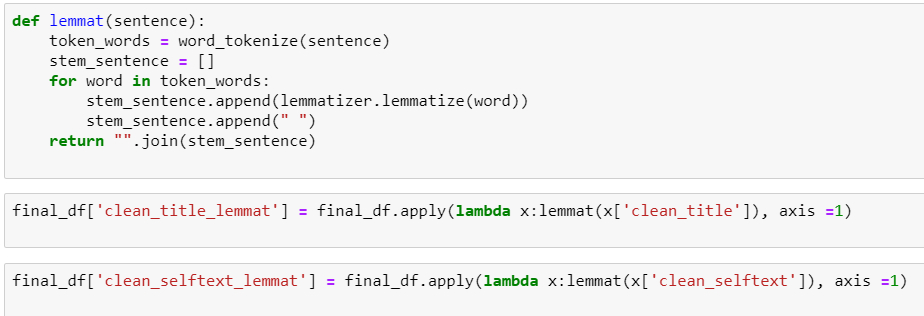 def lemmat(sentence):
    token_words = word_tokenize(sentence)
    stem_sentence = []
    for word in token_words:
        stem_sentence.append(lemmatizer.lemmatize(word))
        stem_sentence.append(" ")
    return "".join(stem_sentence)
final_df['clean_title_lemmat'] = final_df.apply(lambda x:lemmat(x['clean_title']), axis =1)
final_df['clean_selftext_lemmat'] = final_df.apply(lambda x:lemmat(x['clean_selftext']), axis =1)